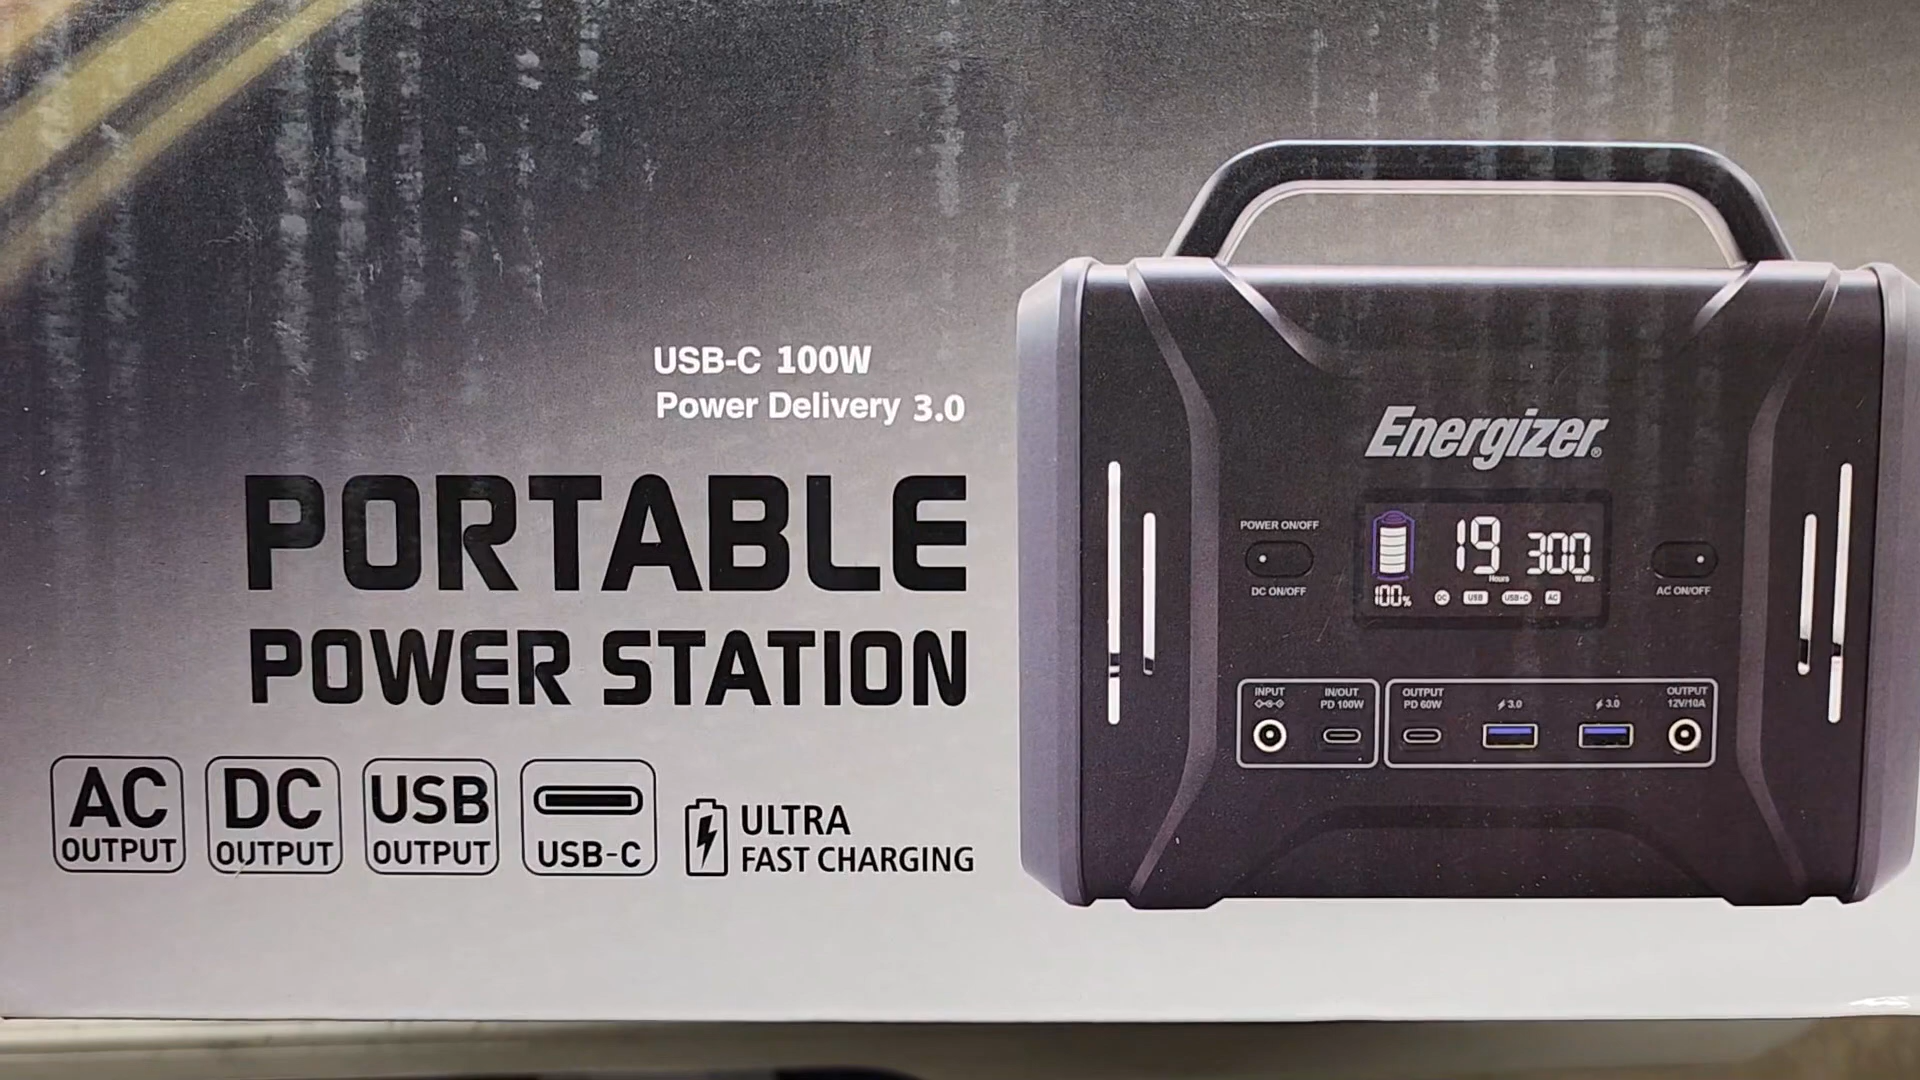 USB-C 100W
Power Delivery 3.0
PORTABLE
POWER STATION
AC
OUTPUT
DC
OUTPUT
USB
OUTPUT
USB-C
ULTRA
FAST CHARGING
Energizer®
POWER ON/OFF
DC ON/OFF
19 Hours
300 Watts
100%
DC USB USB-C AC
AC ON/OFF
INPUT
IN/OUT
PD 100W
OUTPUT
PD 60W
3.0
3.0
OUTPUT
12V/10A